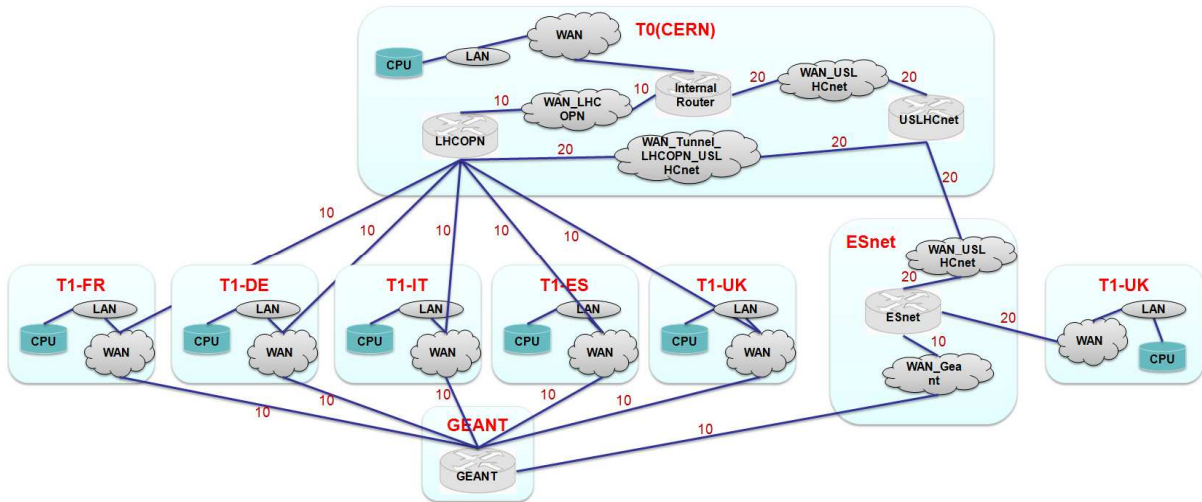 WAN
T0(CERN)
LAN
CPU
20
WAN_USL
HCnet
20
Internal
Router
10
WAN_LHC
OPN
10
USLHCnet
LHCOPN
20
WAN_Tunnel_
LHCOPN_USL
HCnet
20
20
10
10
10
10
10
ESnet
WAN_USL
HCnet
20
T1-FR
LAN
CPU
WAN
T1-DE
LAN
CPU
WAN
T1-IT
LAN
CPU
WAN
T1-ES
LAN
CPU
WAN
T1-UK
LAN
CPU
WAN
ESnet
20
10
WAN_Gea
nt
T1-UK
LAN
WAN
CPU
10
10
10
10
10
10
GEANT
GEANT